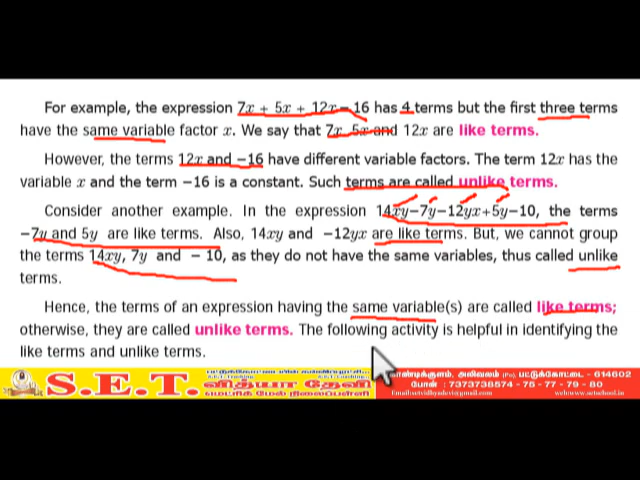 For example, the expression 7x + 5x + 12x − 16 has 4 terms but the first three terms
have the same variable factor x. We say that 7x, 5x and 12x are like terms.
However, the terms 12x and −16 have different variable factors. The term 12x has the
variable x and the term −16 is a constant. Such terms are called unlike terms.
Consider another example. In the expression 14xy−7y−12yx+5y−10, the terms
−7y and 5y are like terms. Also, 14xy and −12yx are like terms. But, we cannot group
the terms 14xy, 7y and − 10, as they do not have the same variables, thus called unlike
terms.
Hence, the terms of an expression having the same variable(s) are called like terms;
otherwise, they are called unlike terms. The following activity is helpful in identifying the
like terms and unlike terms.
S.E.T. வித்யா தேவி
மெட்ரிக் மேல் நிலைப்பள்ளி
பட்டுக்கோட்டை - 614602
போன் : 7373738574 - 75 - 77 - 79 - 80